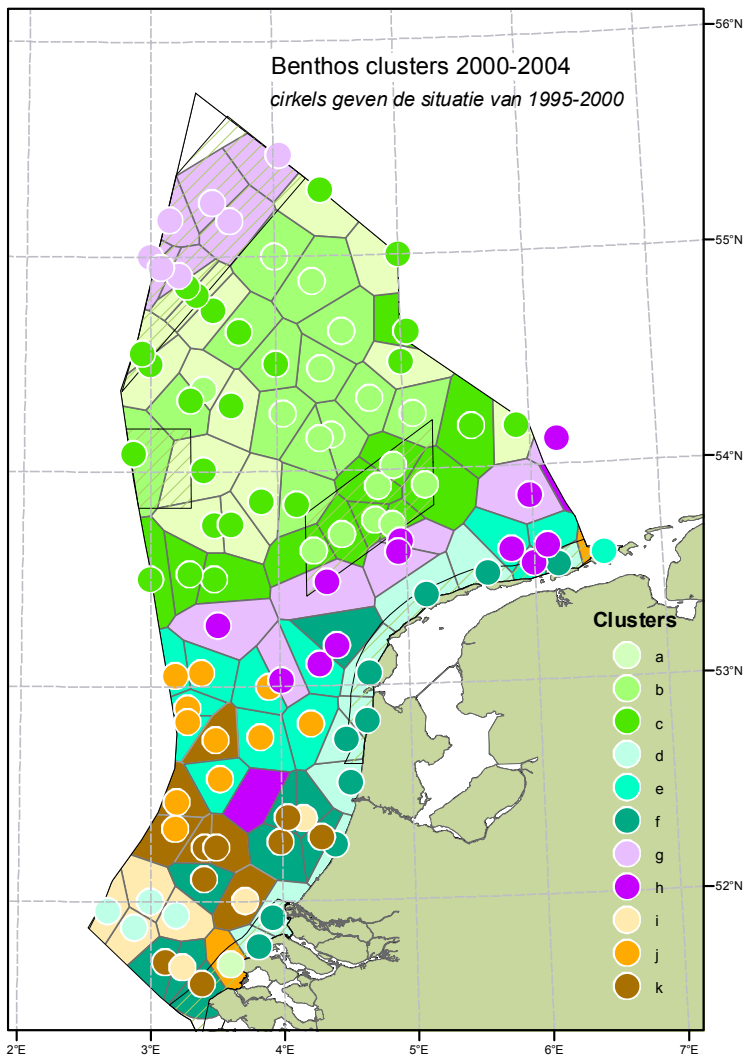 56°N
Benthos clusters 2000-2004
cirkels geven de situatie van 1995-2000
55°N
54°N
Clusters
a
53°N
b
c
d
e
f
g
52°N
h
i
j
k
2°E 3°E 4°E 5°E 6°E 7°E